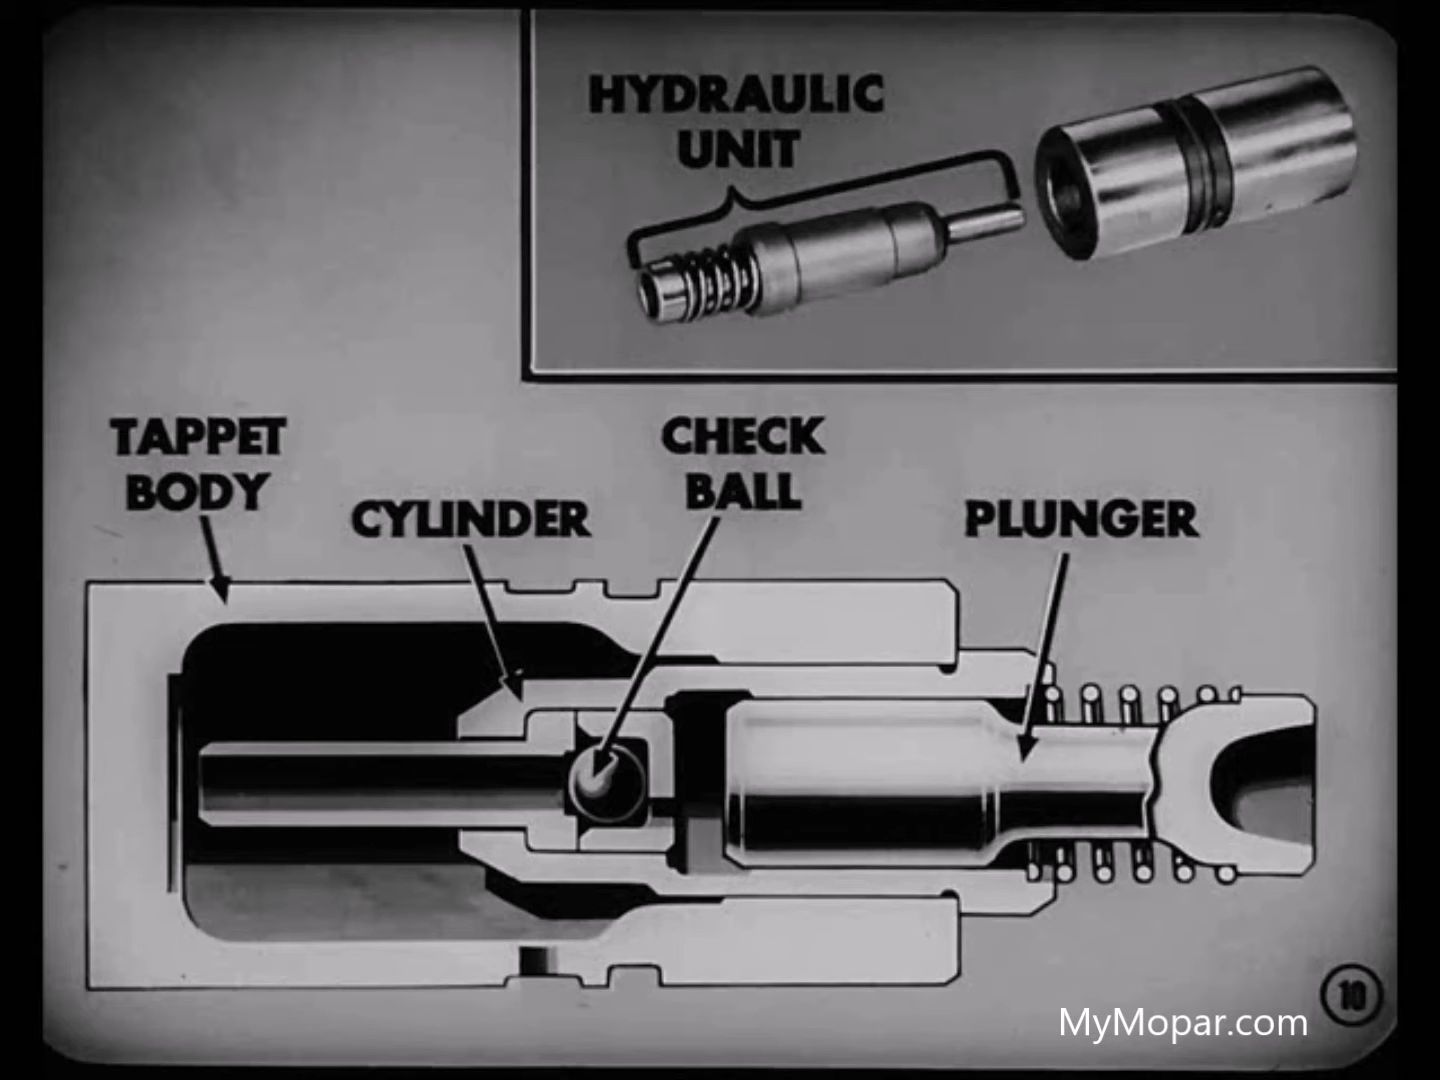 HYDRAULIC
UNIT
TAPPET
BODY
CYLINDER
CHECK
BALL
PLUNGER
10
MyMopar.com